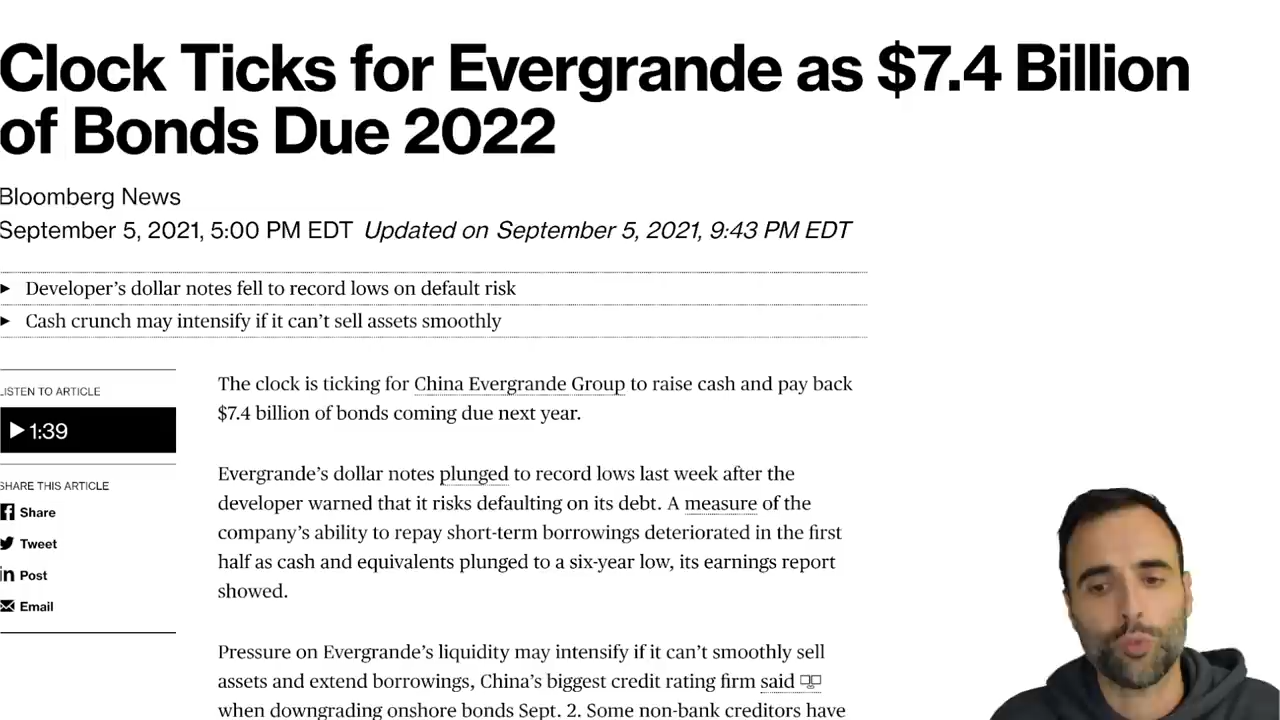 Clock Ticks for Evergrande as $7.4 Billion
of Bonds Due 2022
Bloomberg News
September 5, 2021, 5:00 PM EDT Updated on September 5, 2021, 9:43 PM EDT
Developer's dollar notes fell to record lows on default risk
Cash crunch may intensify if it can't sell assets smoothly
LISTEN TO ARTICLE
1:39
SHARE THIS ARTICLE
Share
Tweet
Post
Email
The clock is ticking for China Evergrande Group to raise cash and pay back
$7.4 billion of bonds coming due next year.
Evergrande's dollar notes plunged to record lows last week after the
developer warned that it risks defaulting on its debt. A measure of the
company's ability to repay short-term borrowings deteriorated in the first
half as cash and equivalents plunged to a six-year low, its earnings report
showed.
Pressure on Evergrande's liquidity may intensify if it can't smoothly sell
assets and extend borrowings, China's biggest credit rating firm said
when downgrading onshore bonds Sept. 2. Some non-bank creditors have